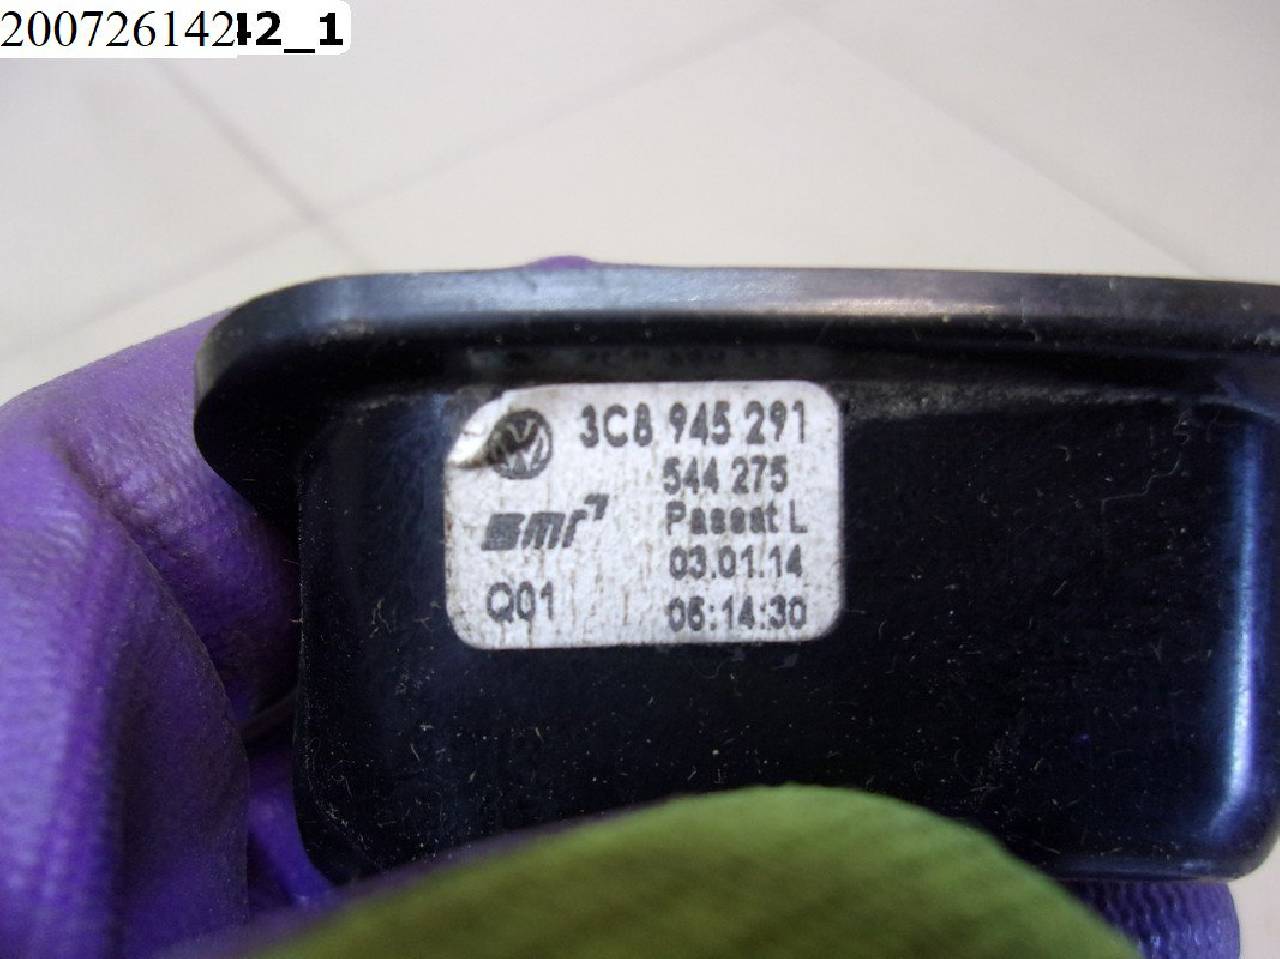 20072614242_1
3C8 945 291
544 275
smr
Passat L
03.01.14
Q01
06:14:30